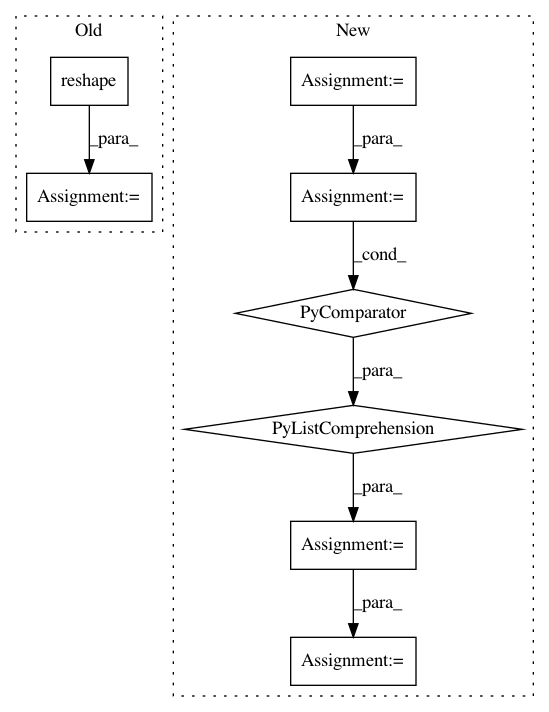 Old
reshape
_para_
Assignment:=
New
Assignment:=
_para_
Assignment:=
_cond_
PyComparator
_para_
PyListComprehension
_para_
Assignment:=
_para_
Assignment:=